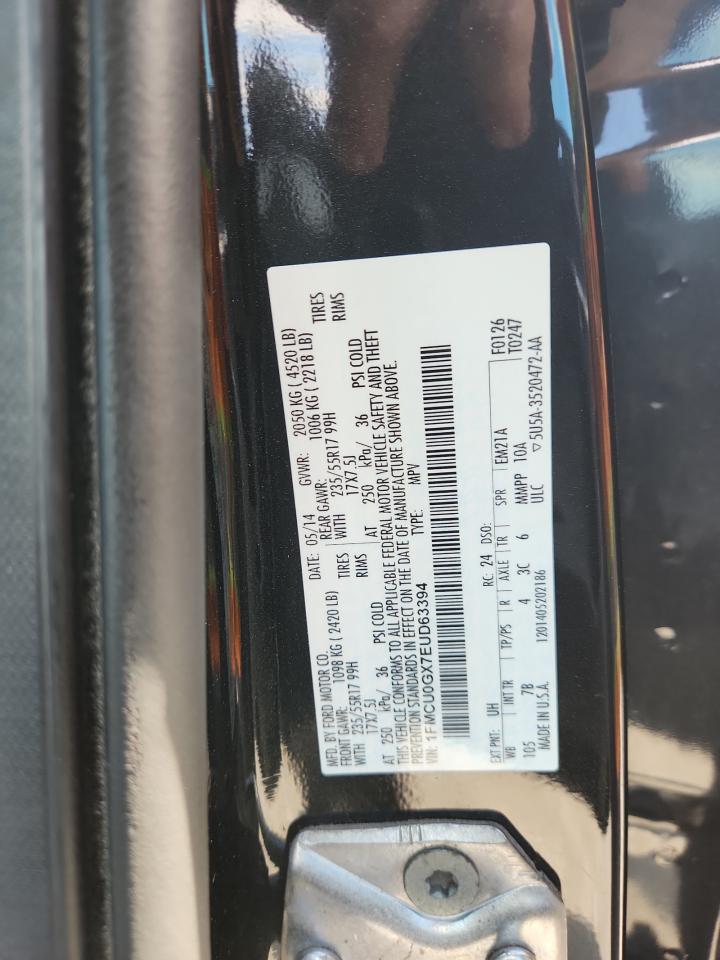 MFD. BY FORD MOTOR CO. DATE: 05/14 GVWR: 2050 KG ( 4520 LB)
FRONT GAWR: 1098 KG ( 2420 LB) REAR GAWR: 1006 KG ( 2218 LB)
WITH 235/55R17 99H TIRES WITH 235/55R17 99H TIRES
17X7.5J RIMS 17X7.5J RIMS
AT 250 kPa/ 36 PSI COLD AT 250 kPa/ 36 PSI COLD
THIS VEHICLE CONFORMS TO ALL APPLICABLE FEDERAL MOTOR VEHICLE SAFETY AND THEFT
PREVENTION STANDARDS IN EFFECT ON THE DATE OF MANUFACTURE SHOWN ABOVE.
VIN: 1FMCU0GX7EUD63394 TYPE: MPV
EXT PNT: UH RC: 24 DSO: F0126
WB INT TR TP/PS R AXLE TR SPR EM21A T0247
105 7B 4 3C 6 MMPP 10A
MADE IN U.S.A. 1201405202186 ULC ▽5U5A-3520472-AA